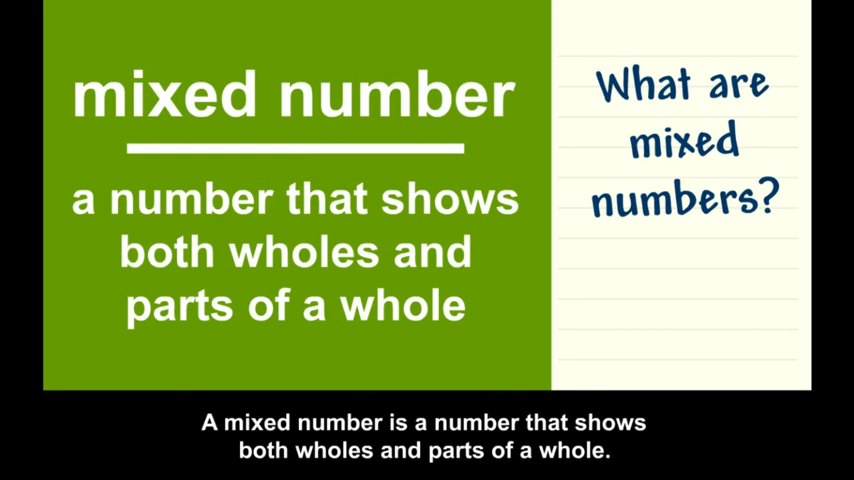 mixed number
a number that shows
both wholes and
parts of a whole
What are
mixed
numbers?
A mixed number is a number that shows
both wholes and parts of a whole.